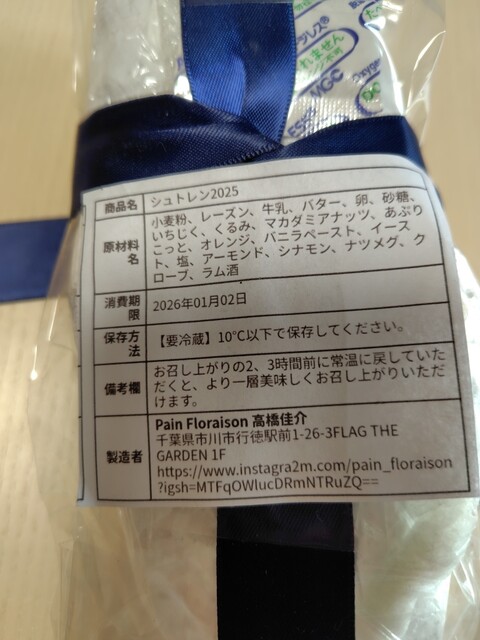 れません
MGC
商品名
シュトレン2025
原材料名
小麦粉、レーズン、牛乳、バター、卵、砂糖、
いちじく、くるみ、マカダミアナッツ、あぷり
こっと、オレンジ、バニラペースト、イース
ト、塩、アーモンド、シナモン、ナツメグ、ク
ローブ、ラム酒
消費期限
2026年01月02日
保存方法
【要冷蔵】10℃以下で保存してください。
備考欄
お召し上がりの2、3時間前に常温に戻していた
だくと、より一層美味しくお召し上がりいただ
けます。
製造者
Pain Floraison 高橋佳介
千葉県市川市行徳駅前1-26-3FLAG THE
GARDEN 1F
https://www.instagra2m.com/pain_floraison
?igsh=MTFqOWlucDRmNTRuZQ==